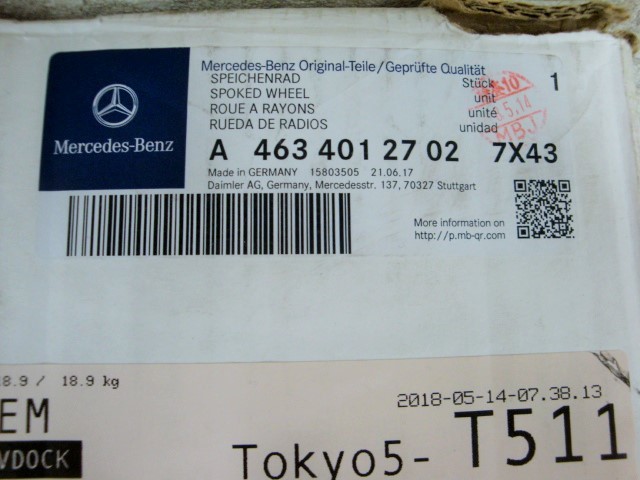 Mercedes-Benz
Mercedes-Benz Original-Teile/Geprüfte Qualität
SPEICHENRAD Stück 1
SPOKED WHEEL unit
ROUE A RAYONS unité
RUEDA DE RADIOS unidad
MBJ
A 463 401 27 02 7X43
Made in GERMANY 15803505 21.06.17
Daimler AG, Germany, Mercedesstr. 137, 70327 Stuttgart
More information on
http://p.mb-qr.com
8.9 / 18.9 kg
2018-05-14-07.38.13
EM
VDOCK
Tokyo5- T511